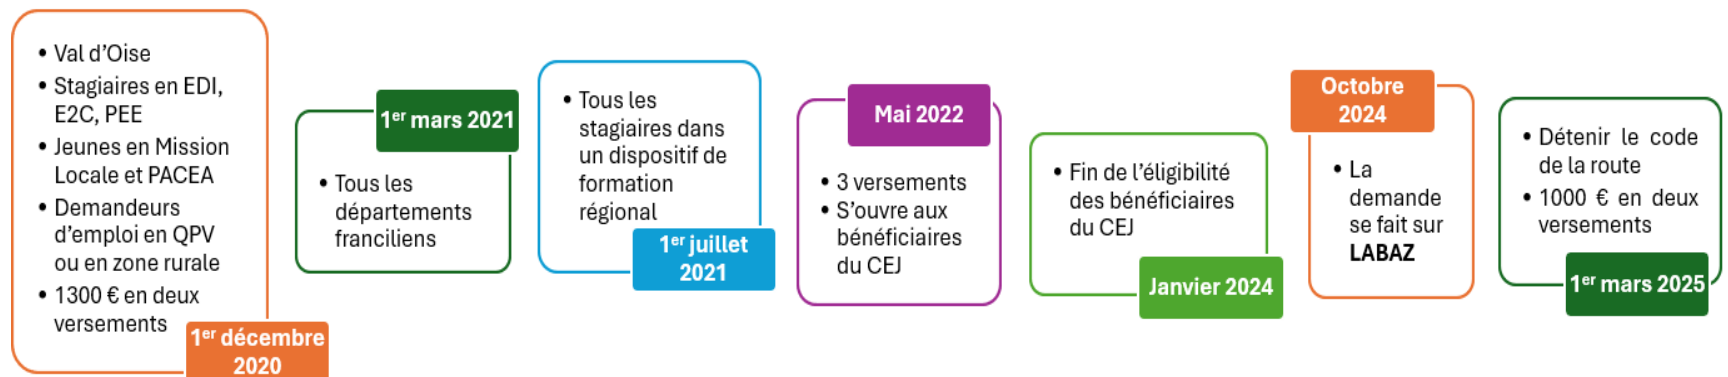 • Val d'Oise
• Stagiaires en EDI,
E2C, PEE
• Jeunes en Mission
Locale et PACEA
• Demandeurs
d'emploi en QPV
ou en zone rurale
• 1300 € en deux
versements
1er décembre
2020
1er mars 2021
• Tous les
départements
franciliens
• Tous les
stagiaires dans
un dispositif de
formation
régional
1er juillet
2021
Mai 2022
• 3 versements
• S'ouvre aux
bénéficiaires
du CEJ
• Fin de l'éligibilité
des bénéficiaires
du CEJ
Janvier 2024
Octobre
2024
• La
demande
se fait sur
LABAZ
• Détenir le code
de la route
• 1000 € en deux
versements
1er mars 2025